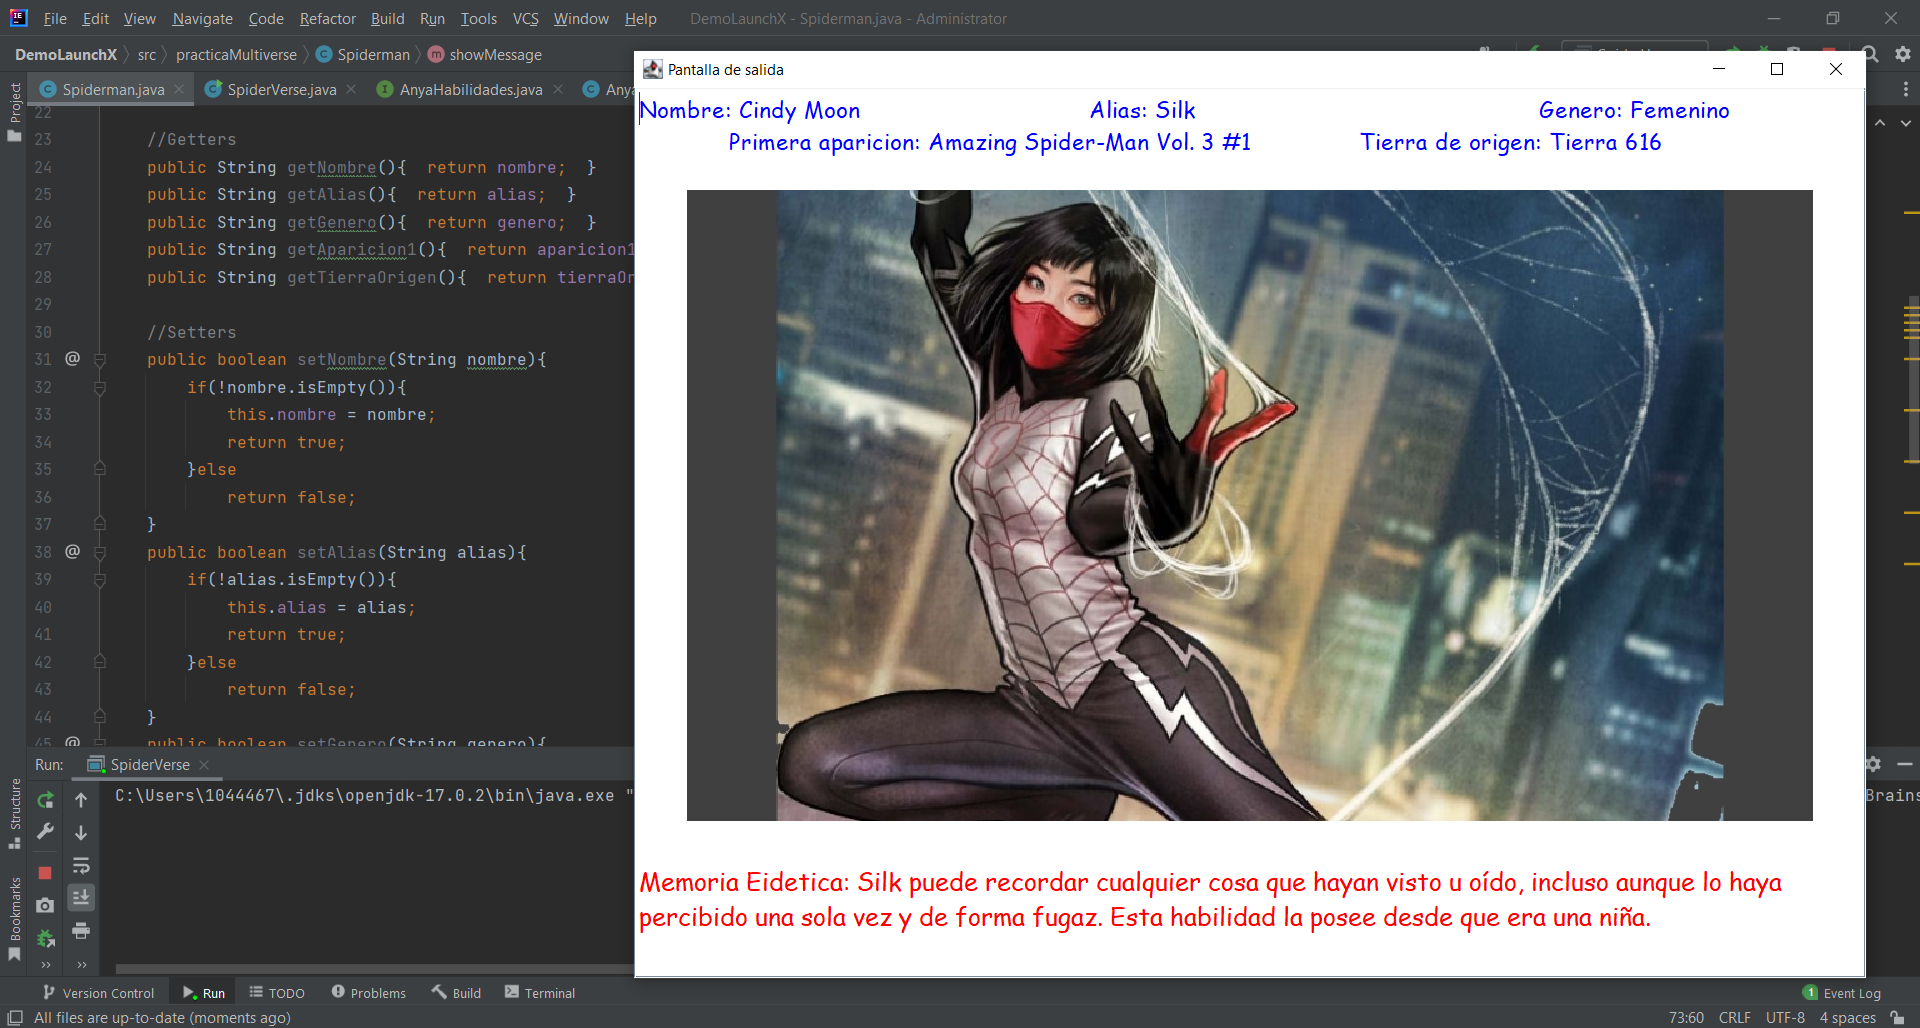 File Edit View Navigate Code Refactor Build Run Tools VCS Window Help DemoLaunchX - Spiderman.java - Administrator
DemoLaunchX src practicaMultiverse Spiderman showMessage
Spiderman.java SpiderVerse.java AnyaHabilidades.java Anya
Project
22
23 //Getters
24 public String getNombre(){ return nombre; }
25 public String getAlias(){ return alias; }
26 public String getGenero(){ return genero; }
27 public String getAparicion1(){ return aparicion1
28 public String getTierraOrigen(){ return tierraOr
29
30 //Setters
31 @ public boolean setNombre(String nombre){
32 if(!nombre.isEmpty()){
33 this.nombre = nombre;
34 return true;
35 }else
36 return false;
37 }
38 @ public boolean setAlias(String alias){
39 if(!alias.isEmpty()){
40 this.alias = alias;
41 return true;
42 }else
43 return false;
44 }
45 @ public boolean setGenero(String genero){
Pantalla de salida
Nombre: Cindy Moon Alias: Silk Genero: Femenino
Primera aparicion: Amazing Spider-Man Vol. 3 #1 Tierra de origen: Tierra 616
Memoria Eidetica: Silk puede recordar cualquier cosa que hayan visto u oído, incluso aunque lo haya
percibido una sola vez y de forma fugaz. Esta habilidad la posee desde que era una niña.
Run: SpiderVerse
C:\Users\1044467\.jdks\openjdk-17.0.2\bin\java.exe "
Brains
Structure
Bookmarks
Version Control Run TODO Problems Build Terminal 1 Event Log
All files are up-to-date (moments ago) 73:60 CRLF UTF-8 4 spaces